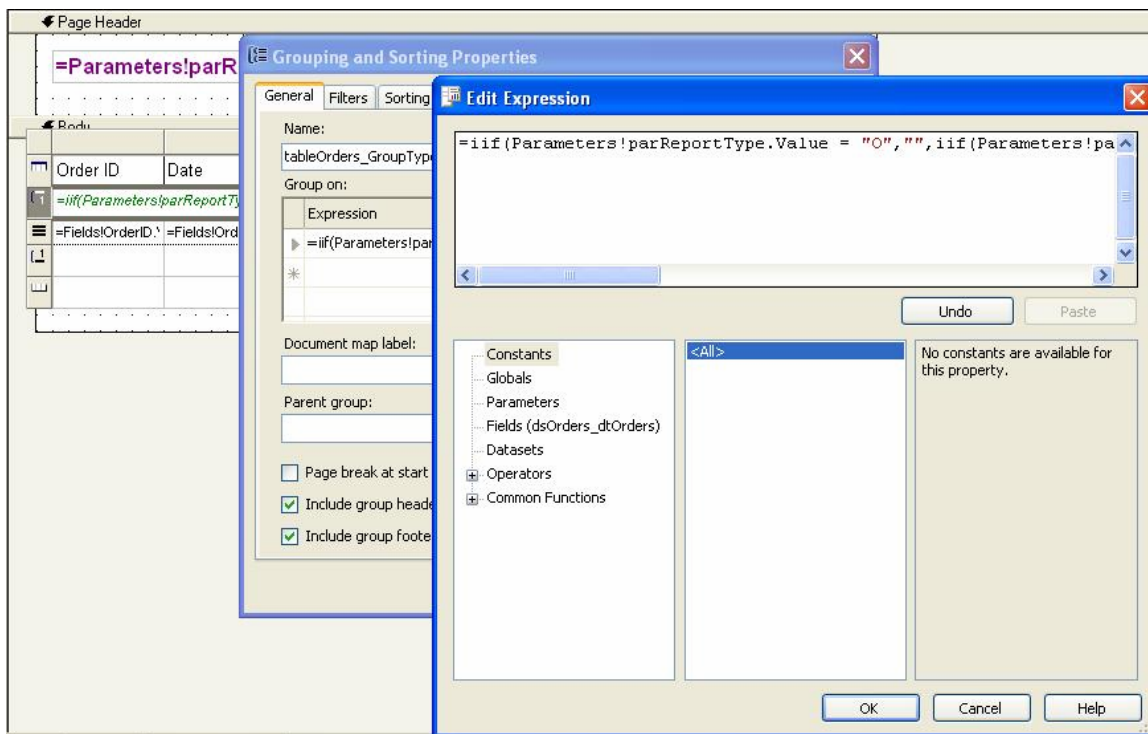 Page Header
=Parameters!parR
Body
Order ID Date
=iif(Parameters!parReportTy
=Fields!OrderID.V =Fields!Ord
Grouping and Sorting Properties
General Filters Sorting
Name:
tableOrders_GroupType
Group on:
Expression
=iif(Parameters!par
Document map label:
Parent group:
Page break at start
Include group heade
Include group foote
Edit Expression
=iif(Parameters!parReportType.Value = "O","",iif(Parameters!pa
Undo Paste
Constants
Globals
Parameters
Fields (dsOrders_dtOrders)
Datasets
Operators
Common Functions
<All>
No constants are available for
this property.
OK Cancel Help